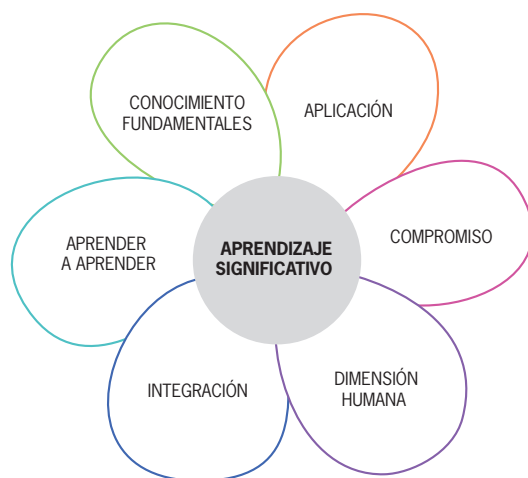 CONOCIMIENTO
FUNDAMENTALES
APLICACIÓN
COMPROMISO
APRENDER
A APRENDER
APRENDIZAJE
SIGNIFICATIVO
INTEGRACIÓN
DIMENSIÓN
HUMANA